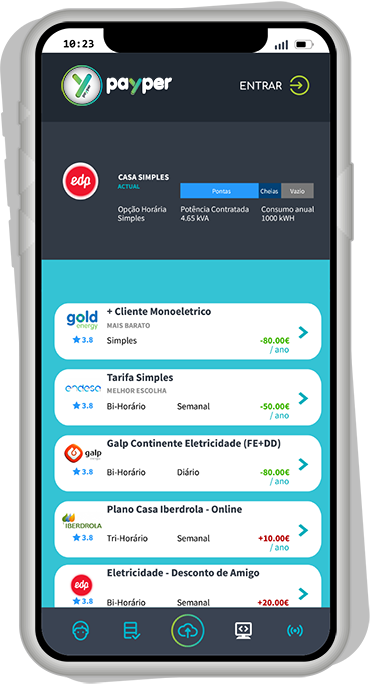 10:23
payper
ENTRAR
edp
CASA SIMPLES
ACTUAL
Pontas Cheias Vazio
Opção Horária Potência Contratada Consumo anual
Simples 4.65 kVA 1000 kWH
gold
energy
+ Cliente Monoeletrico
MAIS BARATO
3.8 Simples -80.00€
/ ano
endesa
Tarifa Simples
MELHOR ESCOLHA
3.8 Bi-Horário Semanal -50.00€
/ ano
galp
Galp Continente Eletricidade (FE+DD)
3.8 Bi-Horário Diário -80.00€
/ ano
IBERDROLA
Plano Casa Iberdrola - Online
3.8 Tri-Horário Semanal +10.00€
/ ano
edp
Eletricidade - Desconto de Amigo
3.8 Bi-Horário Semanal +20.00€